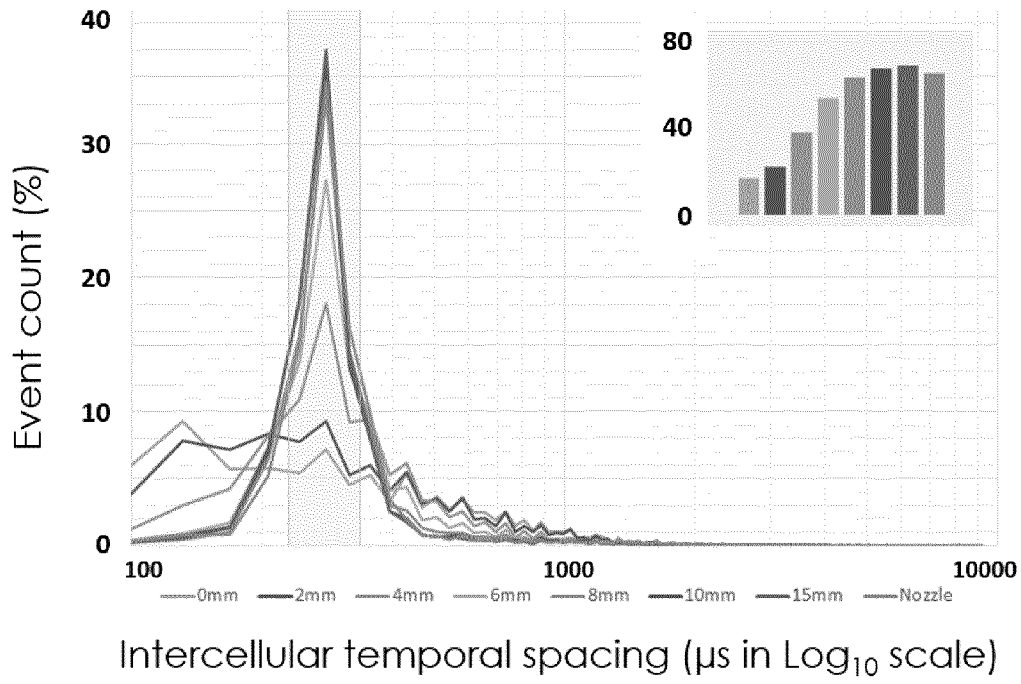 40
30
20
10
0
80
40
0
Event count (%)
100 1000 10000
0mm 2mm 4mm 6mm 8mm 10mm 15mm Nozzle
Intercellular temporal spacing (µs in Log₁₀ scale)